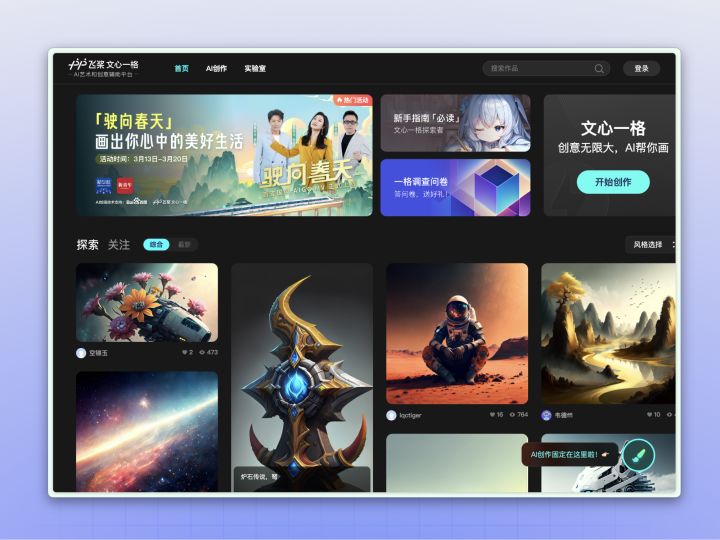 飞桨 文心一格
AI艺术和创意辅助平台
首页
AI创作
实验室
搜索作品
登录
热门活动
「驶向春天」
画出你心中的美好生活
活动时间：3月13日–3月20日
驶向春天
新手指南「必读」
文心一格探索者
一格调查问卷
答问卷，送好礼！
文心一格
创意无限大，AI帮你画
开始创作
探索
关注
综合
最新
风格选择
空镜玉
2
473
炉石传说，弩
lqctiger
16
764
韦德红
10
AI创作固定在这里啦！